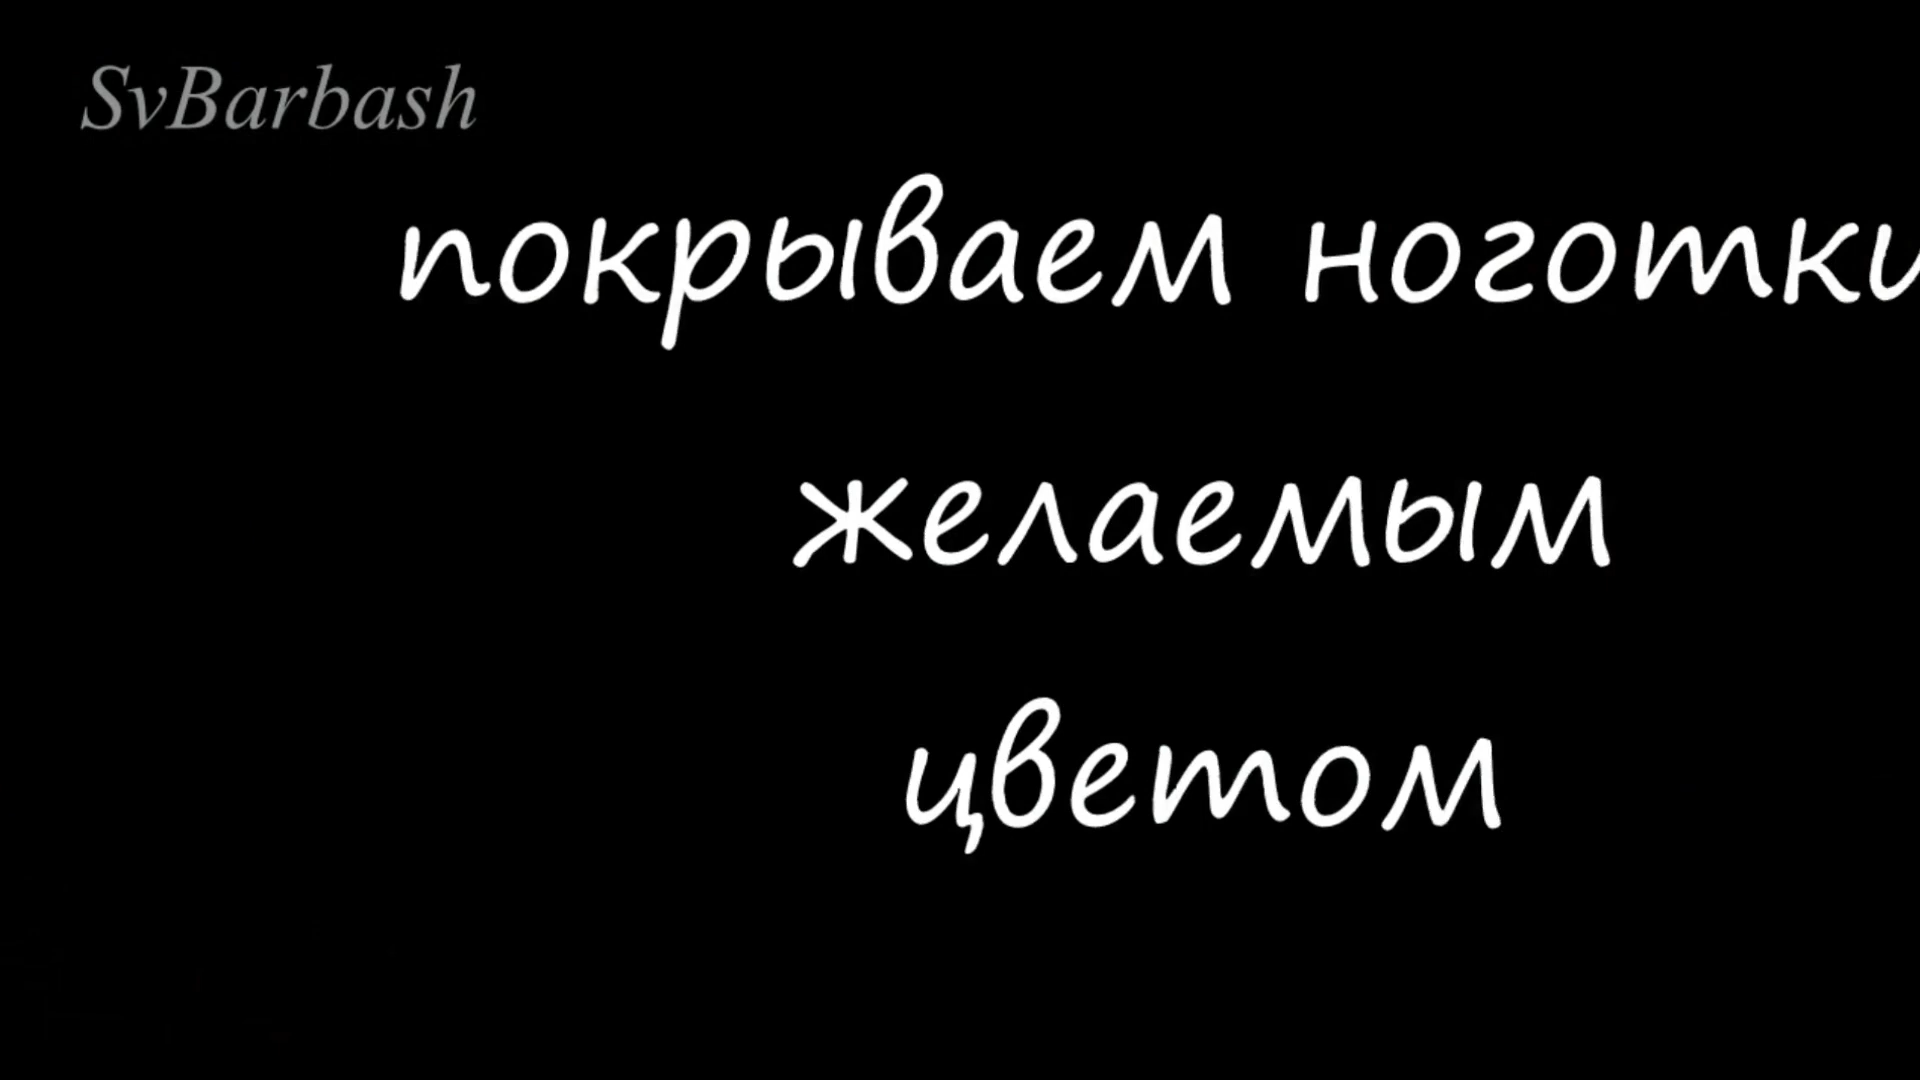 SvBarbash
покрываем ноготки
желаемым
цветом